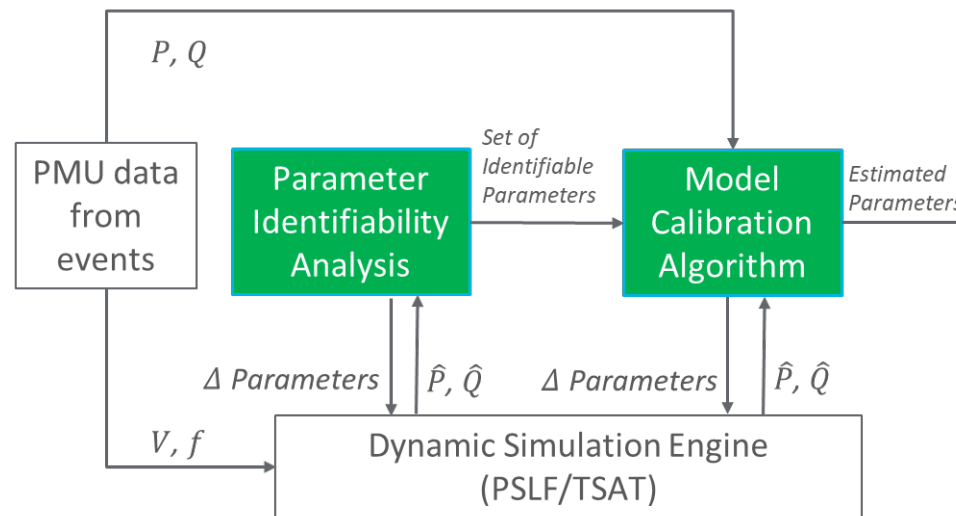 P, Q
PMU data
from
events
Parameter
Identifiability
Analysis
Set of
Identifiable
Parameters
Model
Calibration
Algorithm
Estimated
Parameters
Δ Parameters
P̂, Q̂
Δ Parameters
P̂, Q̂
V, f
Dynamic Simulation Engine
(PSLF/TSAT)